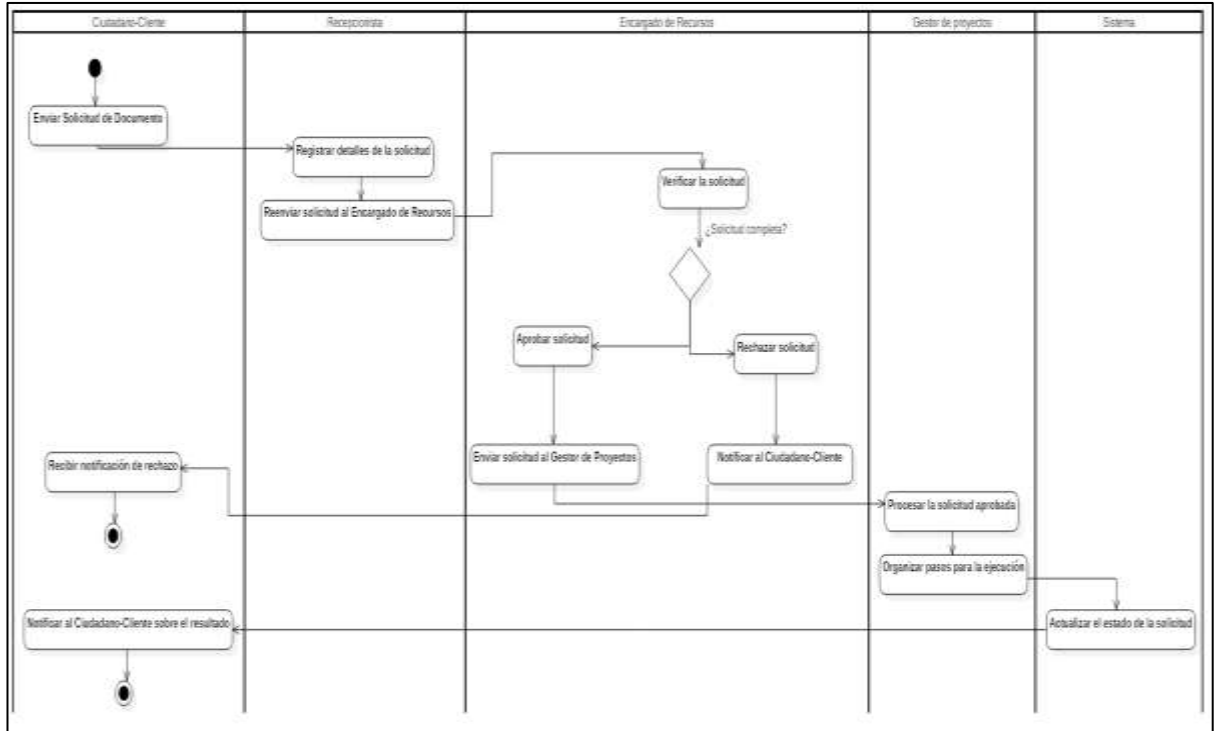 Ciudadano-Cliente
Recepcionista
Encargado de Recursos
Gestor de proyectos
Sistema
Enviar Solicitud de Documento
Registrar detalles de la solicitud
Reenviar solicitud al Encargado de Recursos
Verificar la solicitud
¿Solicitud completa?
Aprobar solicitud
Rechazar solicitud
Enviar solicitud al Gestor de Proyectos
Notificar al Ciudadano-Cliente
Recibir notificación de rechazo
Procesar la solicitud aprobada
Organizar pasos para la ejecución
Notificar al Ciudadano-Cliente sobre el resultado
Actualizar el estado de la solicitud